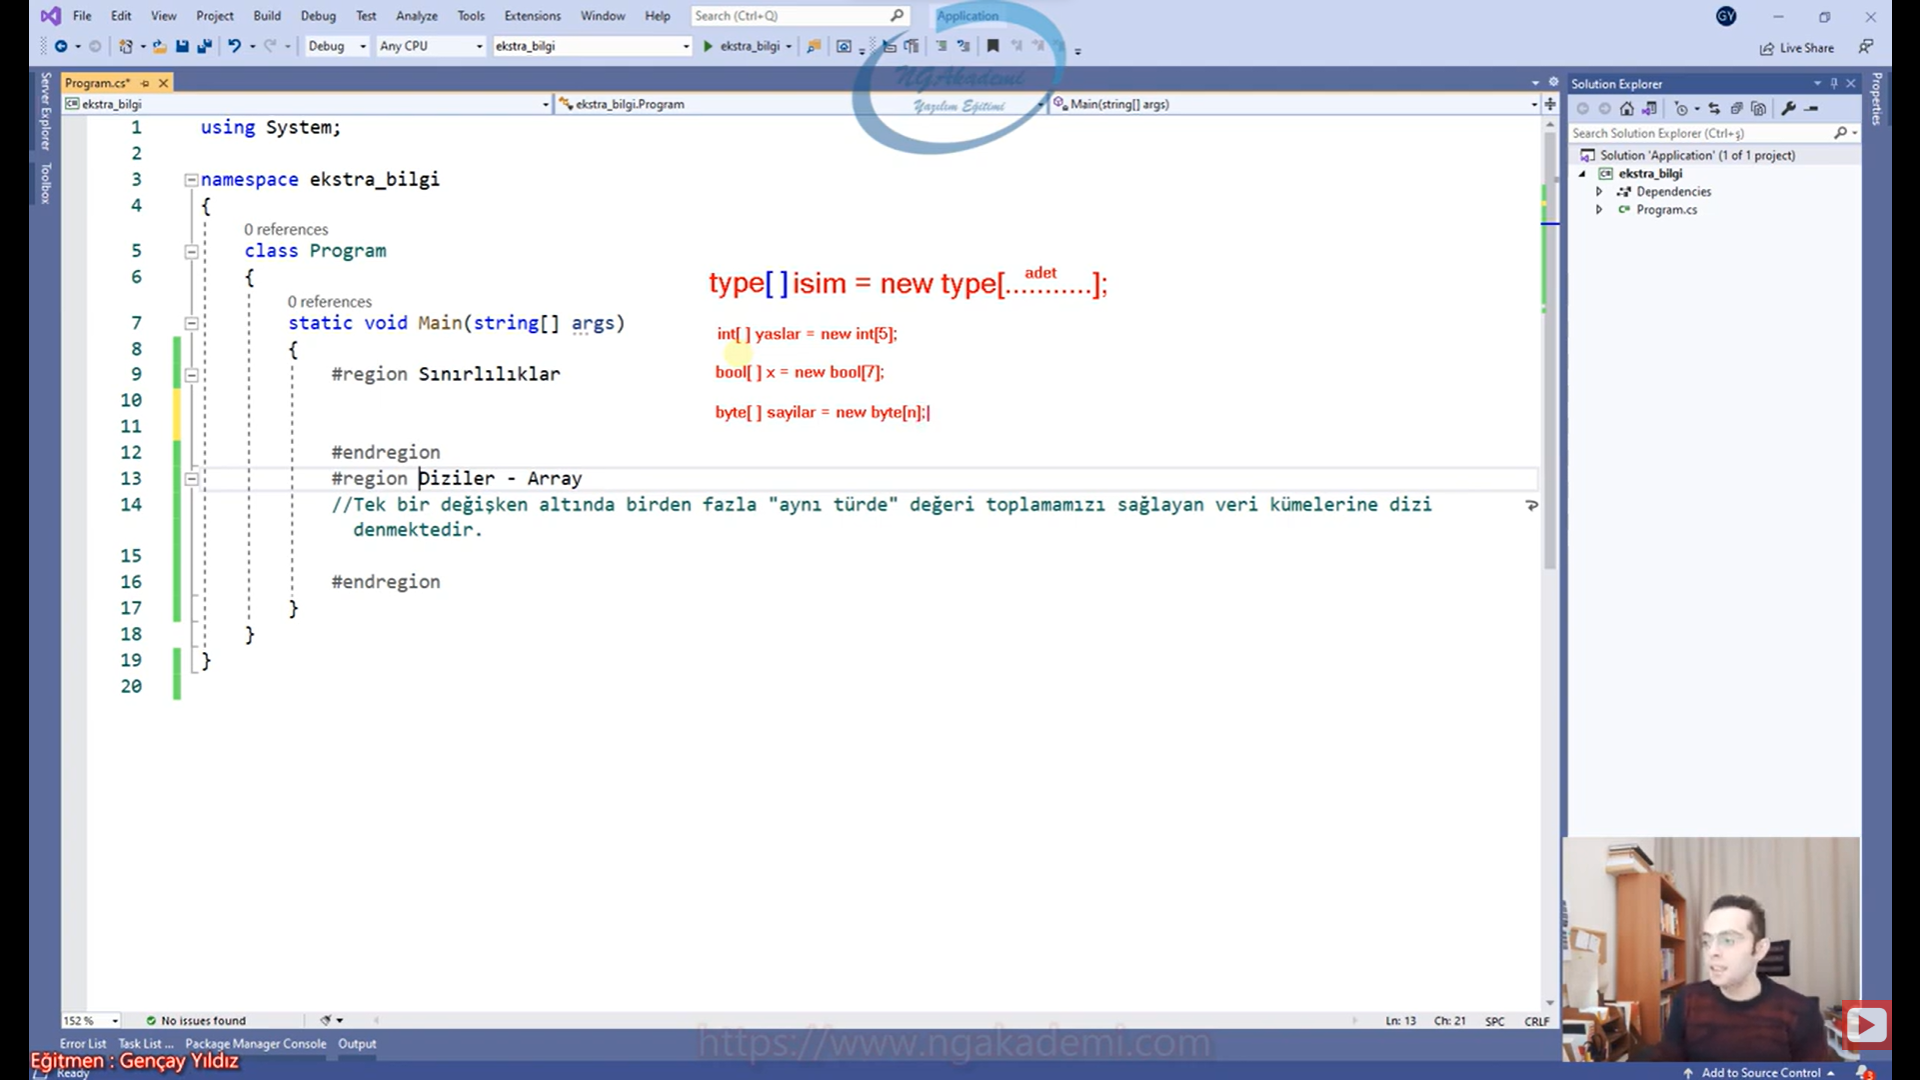 File Edit View Project Build Debug Test Analyze Tools Extensions Window Help Search (Ctrl+Q) Application GY
Debug Any CPU ekstra_bilgi ekstra_bilgi Live Share
NGAkademi
Yazılım Eğitimi
Server Explorer
Toolbox
Program.cs*
ekstra_bilgi ekstra_bilgi.Program Main(string[] args)
1 using System;
2
3 namespace ekstra_bilgi
4 {
0 references
5 class Program
6 {
0 references
7 static void Main(string[] args)
8 {
9 #region Sınırlılıklar
10
11
12 #endregion
13 #region Diziler - Array
14 //Tek bir değişken altında birden fazla "aynı türde" değeri toplamamızı sağlayan veri kümelerine dizi
denmektedir.
15
16 #endregion
17 }
18 }
19 }
20
adet
type[ ] isim = new type[...........];
int[ ] yaslar = new int[5];
bool[ ] x = new bool[7];
byte[ ] sayilar = new byte[n];
Solution Explorer
Search Solution Explorer (Ctrl+ş)
Solution 'Application' (1 of 1 project)
ekstra_bilgi
Dependencies
C# Program.cs
Properties
152 % No issues found Ln: 13 Ch: 21 SPC CRLF
Error List Task List ... Package Manager Console Output
https://www.ngakademi.com
Eğitmen : Gençay Yıldız
Ready Add to Source Control 3